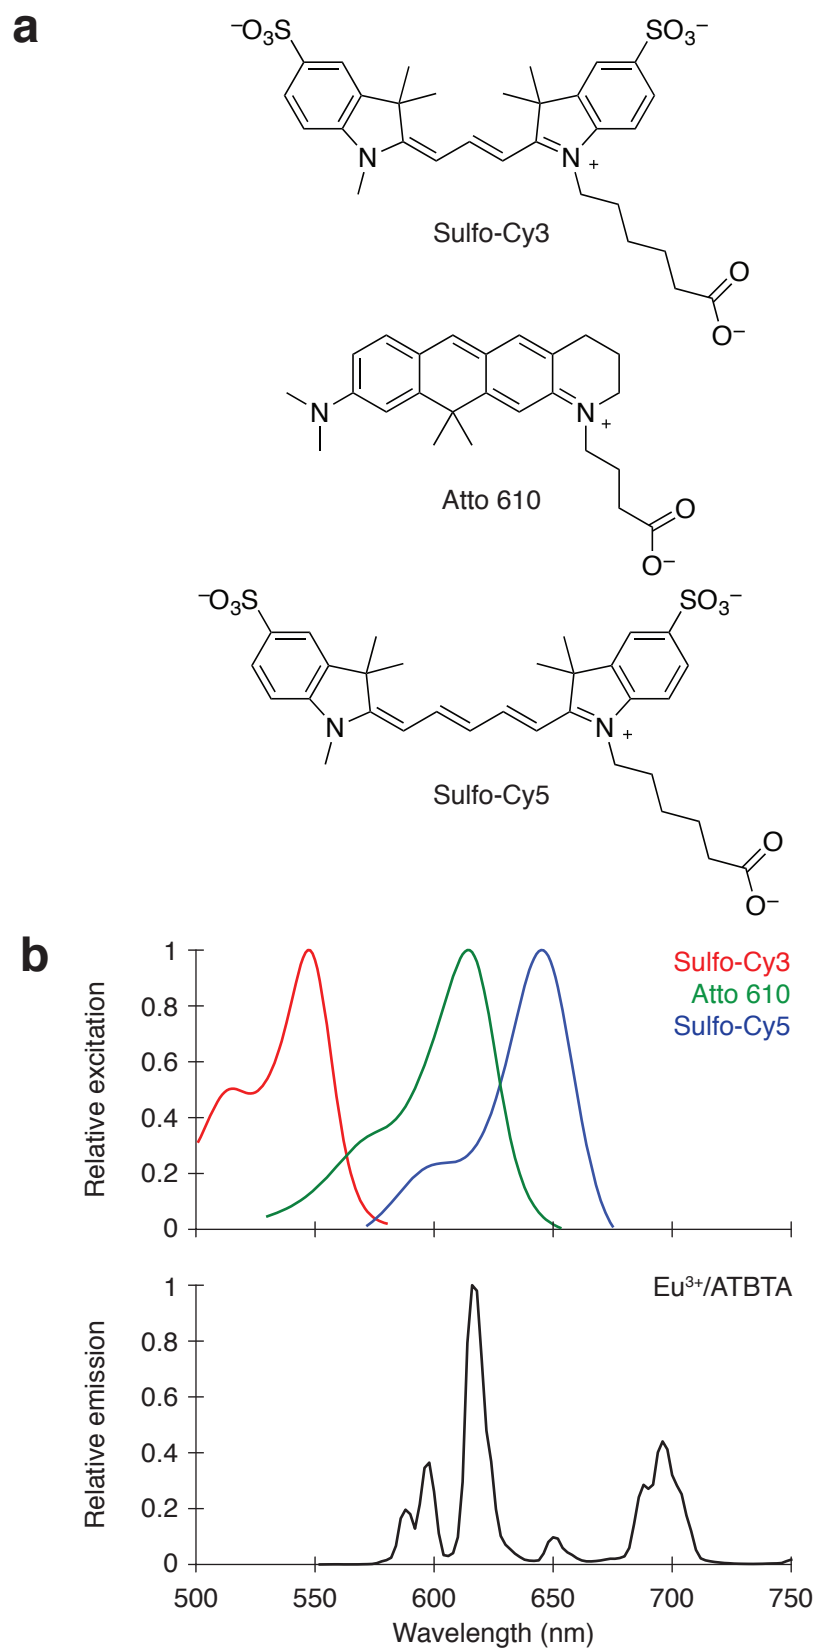 a
⁻O₃S
SO₃⁻
N
N
+
Sulfo-Cy3
O
O⁻
N
N
+
Atto 610
O
O⁻
⁻O₃S
SO₃⁻
N
N
+
Sulfo-Cy5
O
O⁻
b
Sulfo-Cy3
Atto 610
Sulfo-Cy5
Relative excitation
1
0.8
0.6
0.4
0.2
0
Eu³⁺/ATBTA
Relative emission
1
0.8
0.6
0.4
0.2
0
500 550 600 650 700 750
Wavelength (nm)